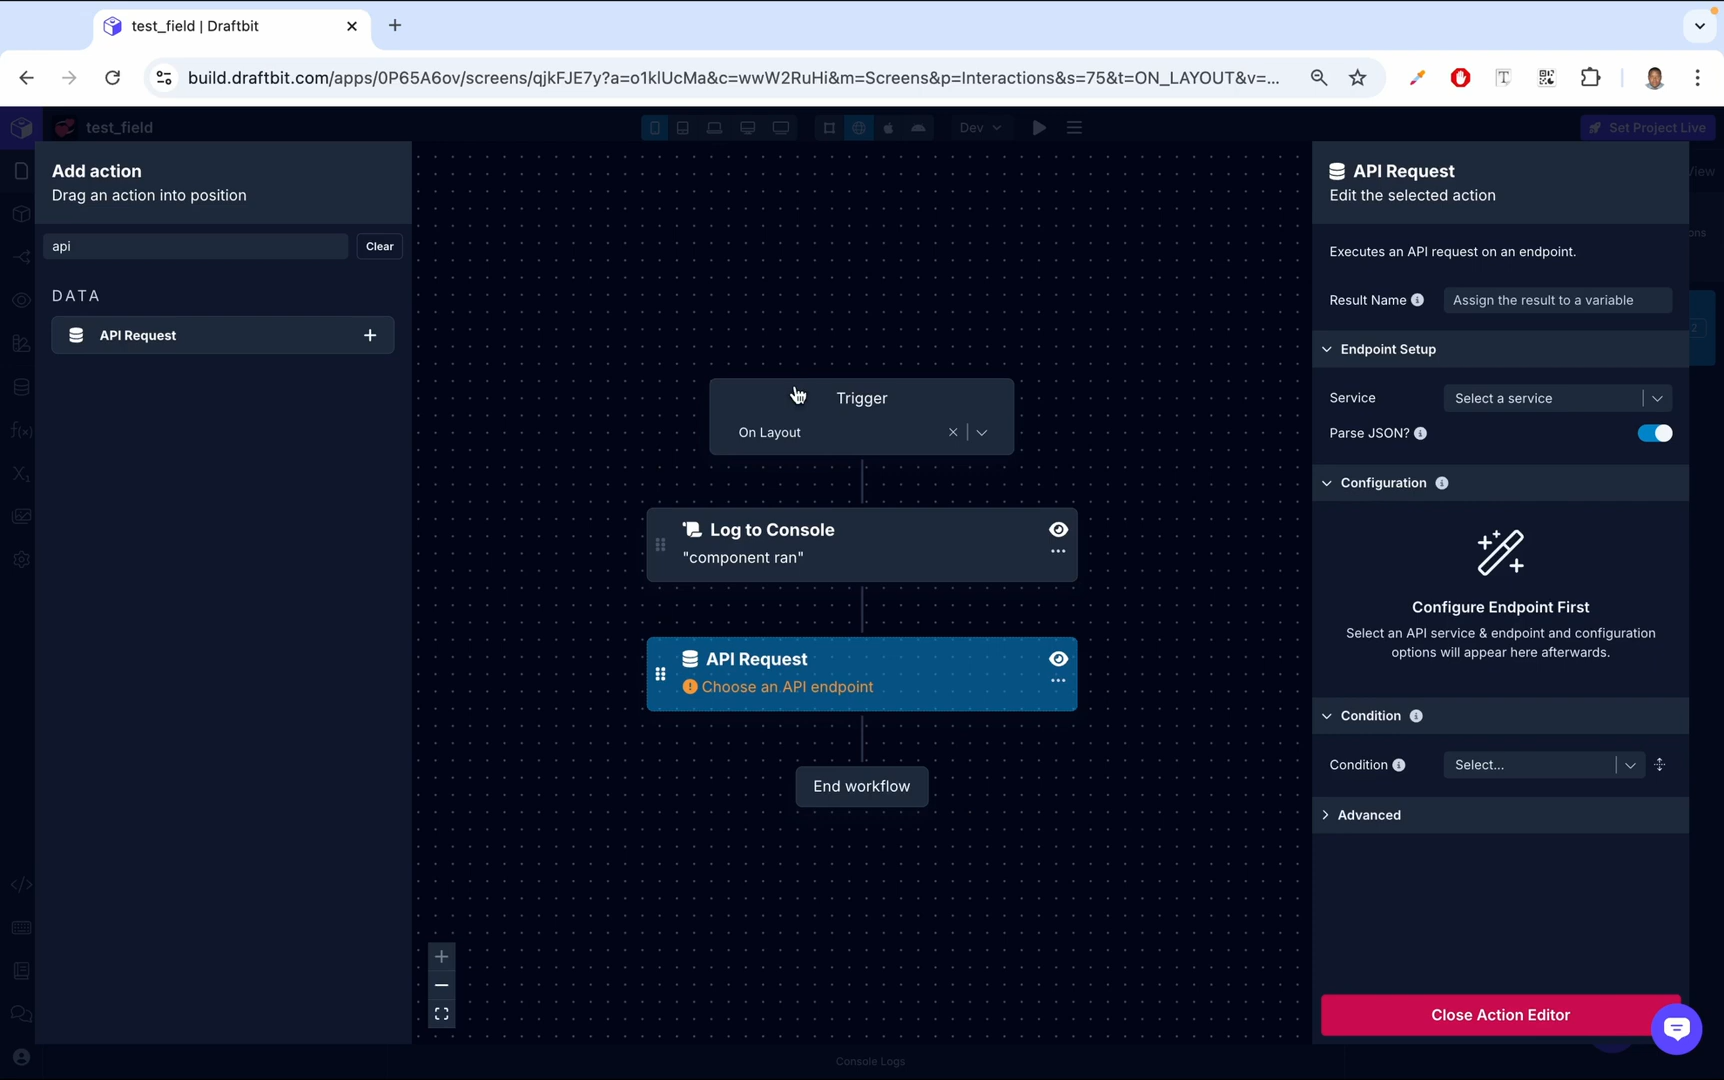 test_field | Draftbit
build.draftbit.com/apps/0P65A6ov/screens/qjkFJE7y?a=o1klUcMa&c=wwW2RuHi&m=Screens&p=Interactions&s=75&t=ON_LAYOUT&v=...
test_field
Dev
Set Project Live
Add action
Drag an action into position
api
Clear
DATA
API Request
Trigger
On Layout
Log to Console
"component ran"
API Request
Choose an API endpoint
End workflow
API Request
Edit the selected action
Executes an API request on an endpoint.
Result Name
Assign the result to a variable
Endpoint Setup
Service
Select a service
Parse JSON?
Configuration
Configure Endpoint First
Select an API service & endpoint and configuration
options will appear here afterwards.
Condition
Condition
Select...
Advanced
Close Action Editor
Console Logs